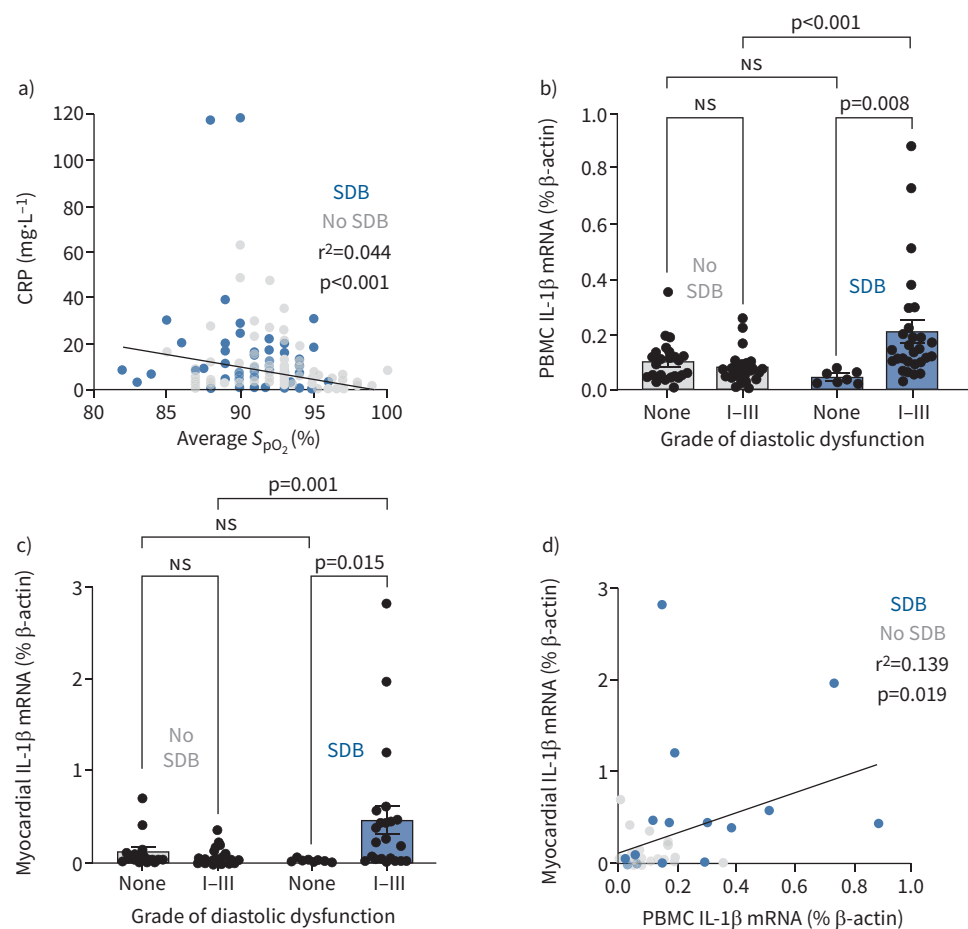 a)
120
100
80
60
40
20
0
CRP (mg·L⁻¹)
SDB
No SDB
r²=0.044
p<0.001
80
85
90
95
100
Average SpO₂ (%)
b)
p<0.001
NS
NS
p=0.008
1.0
0.8
0.6
0.4
0.2
0.0
PBMC IL-1β mRNA (% β-actin)
No
SDB
SDB
None
I–III
None
I–III
Grade of diastolic dysfunction
c)
p=0.001
NS
NS
p=0.015
3
2
1
0
Myocardial IL-1β mRNA (% β-actin)
No
SDB
SDB
None
I–III
None
I–III
Grade of diastolic dysfunction
d)
3
2
1
0
Myocardial IL-1β mRNA (% β-actin)
SDB
No SDB
r²=0.139
p=0.019
0.0
0.2
0.4
0.6
0.8
1.0
PBMC IL-1β mRNA (% β-actin)